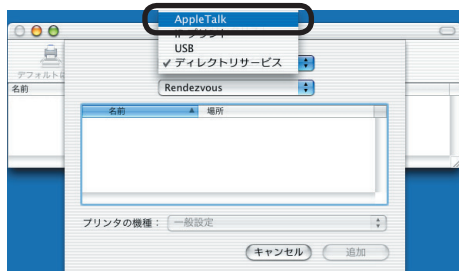 AppleTalk
IP プリント
USB
✓ ディレクトリサービス
デフォルトに
Rendezvous
名前
名前 場所
プリンタの機種： 一般設定
キャンセル 追加